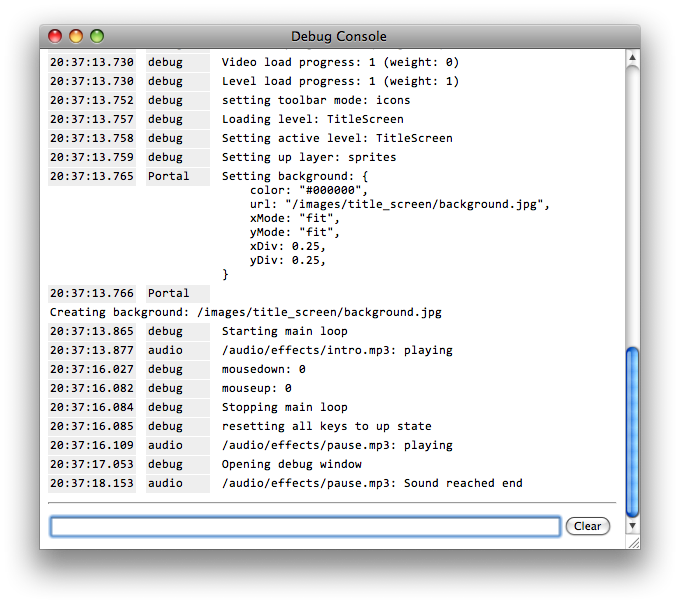 Debug Console
20:37:13.730 debug Video load progress: 1 (weight: 0)
20:37:13.730 debug Level load progress: 1 (weight: 1)
20:37:13.752 debug setting toolbar mode: icons
20:37:13.757 debug Loading level: TitleScreen
20:37:13.758 debug Setting active level: TitleScreen
20:37:13.759 debug Setting up layer: sprites
20:37:13.765 Portal Setting background: {
color: "#000000",
url: "/images/title_screen/background.jpg",
xMode: "fit",
yMode: "fit",
xDiv: 0.25,
yDiv: 0.25,
}
20:37:13.766 Portal
Creating background: /images/title_screen/background.jpg
20:37:13.865 debug Starting main loop
20:37:13.877 audio /audio/effects/intro.mp3: playing
20:37:16.027 debug mousedown: 0
20:37:16.082 debug mouseup: 0
20:37:16.084 debug Stopping main loop
20:37:16.085 debug resetting all keys to up state
20:37:16.109 audio /audio/effects/pause.mp3: playing
20:37:17.053 debug Opening debug window
20:37:18.153 audio /audio/effects/pause.mp3: Sound reached end
Clear